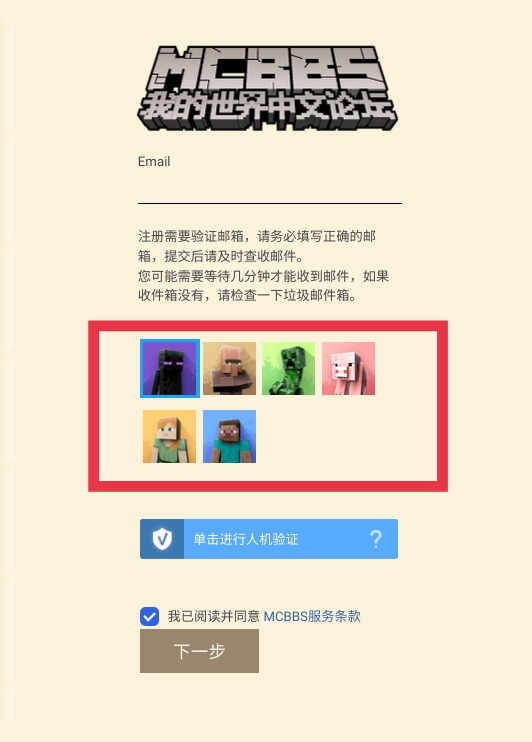 MCBBS
我的世界中文论坛
Email
注册需要验证邮箱，请务必填写正确的邮
箱，提交后请及时查收邮件。
您可能需要等待几分钟才能收到邮件，如果
收件箱没有，请检查一下垃圾邮件箱。
单击进行人机验证 ?
我已阅读并同意 MCBBS服务条款
下一步